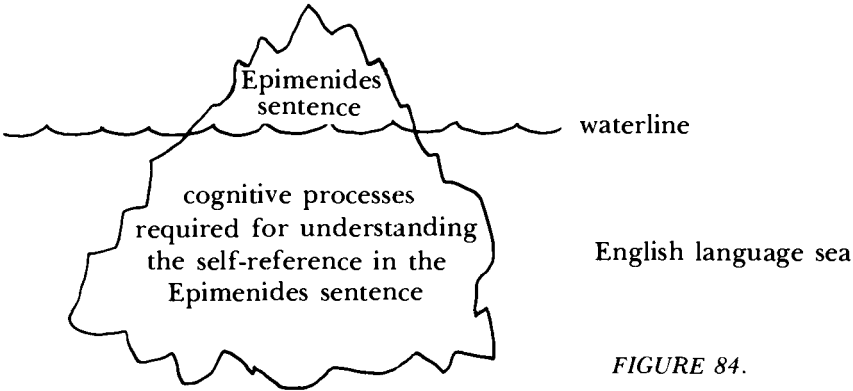 Epimenides
sentence
waterline
cognitive processes
required for understanding
the self-reference in the
Epimenides sentence
English language sea
FIGURE 84.